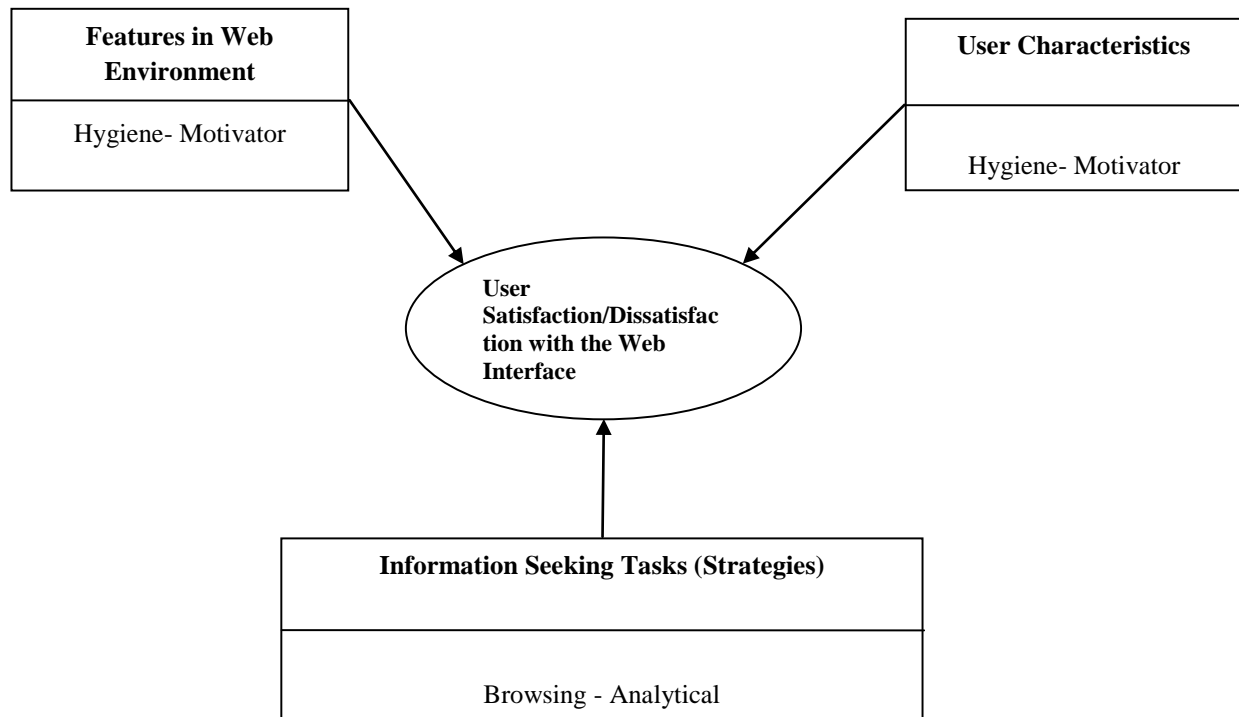 Features in Web
Environment
Hygiene- Motivator
User Characteristics
Hygiene- Motivator
User
Satisfaction/Dissatisfac
tion with the Web
Interface
Information Seeking Tasks (Strategies)
Browsing - Analytical